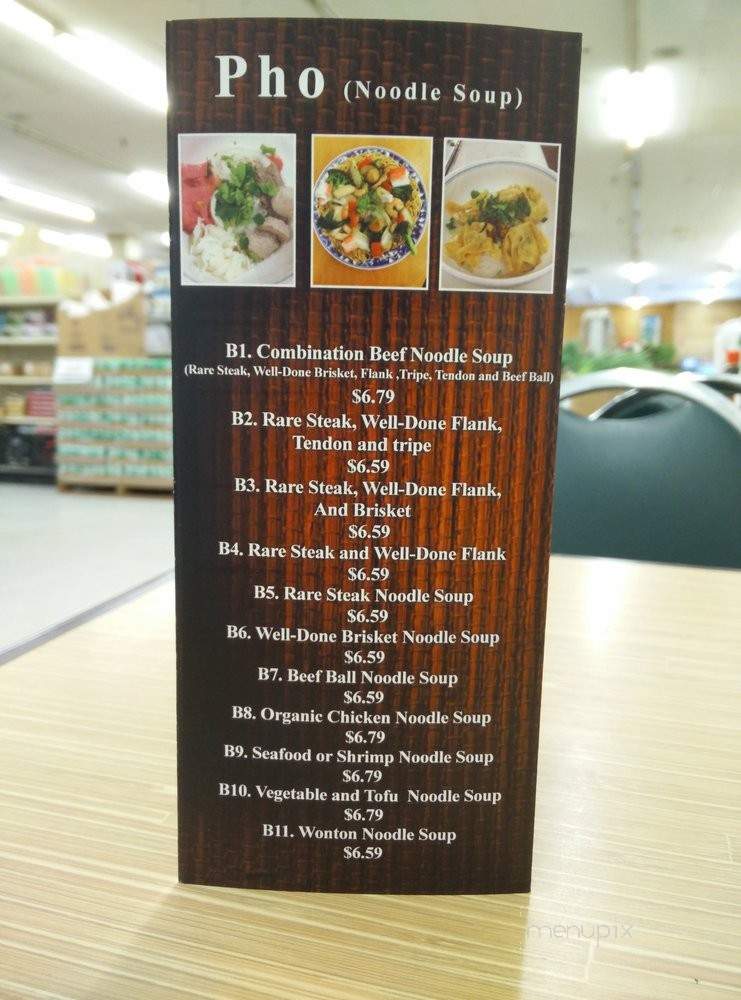 Pho (Noodle Soup)
B1. Combination Beef Noodle Soup
(Rare Steak, Well-Done Brisket, Flank ,Tripe, Tendon and Beef Ball)
$6.79
B2. Rare Steak, Well-Done Flank,
Tendon and tripe
$6.59
B3. Rare Steak, Well-Done Flank,
And Brisket
$6.59
B4. Rare Steak and Well-Done Flank
$6.59
B5. Rare Steak Noodle Soup
$6.59
B6. Well-Done Brisket Noodle Soup
$6.59
B7. Beef Ball Noodle Soup
$6.59
B8. Organic Chicken Noodle Soup
$6.79
B9. Seafood or Shrimp Noodle Soup
$6.79
B10. Vegetable and Tofu Noodle Soup
$6.79
B11. Wonton Noodle Soup
$6.59
menupix